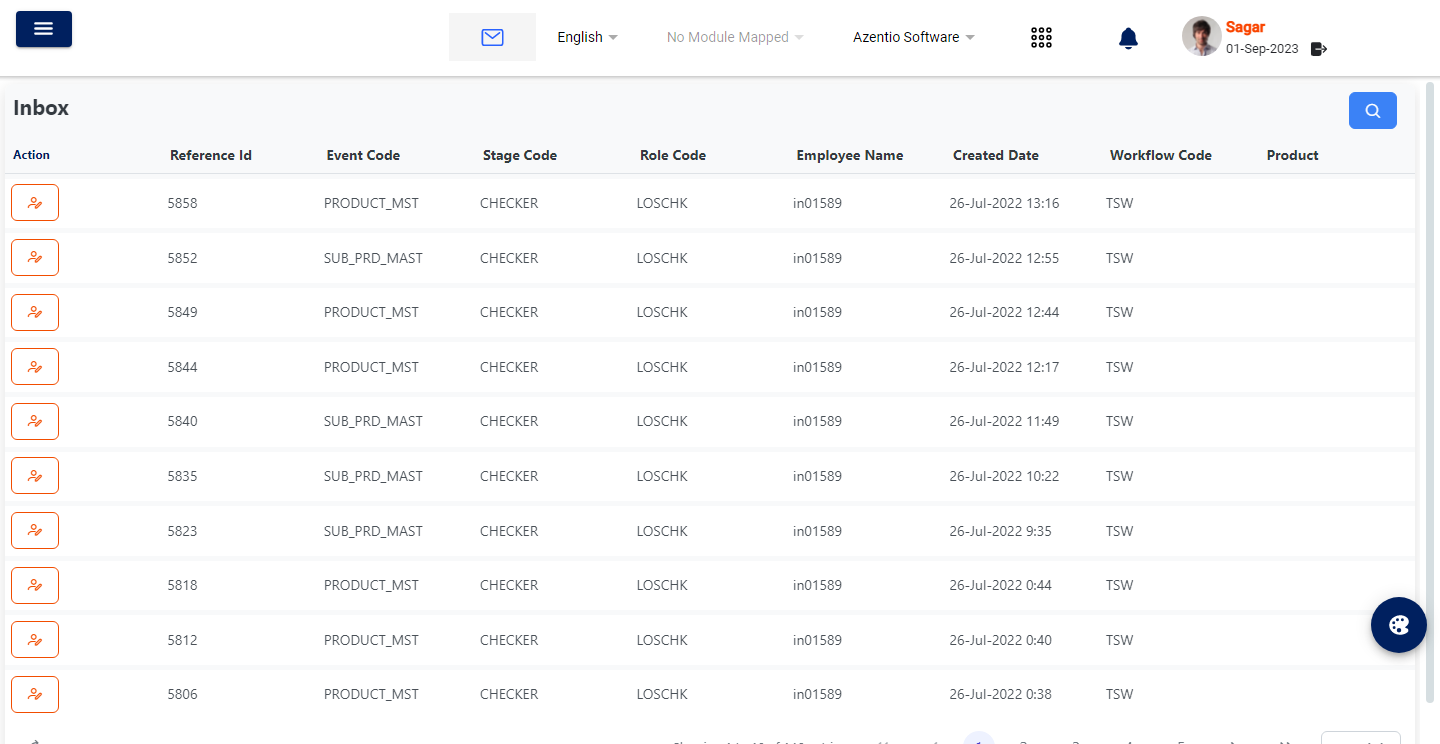 English No Module Mapped Azentio Software Sagar
01-Sep-2023
Inbox
Action Reference Id Event Code Stage Code Role Code Employee Name Created Date Workflow Code Product
5858 PRODUCT_MST CHECKER LOSCHK in01589 26-Jul-2022 13:16 TSW
5852 SUB_PRD_MAST CHECKER LOSCHK in01589 26-Jul-2022 12:55 TSW
5849 PRODUCT_MST CHECKER LOSCHK in01589 26-Jul-2022 12:44 TSW
5844 PRODUCT_MST CHECKER LOSCHK in01589 26-Jul-2022 12:17 TSW
5840 SUB_PRD_MAST CHECKER LOSCHK in01589 26-Jul-2022 11:49 TSW
5835 SUB_PRD_MAST CHECKER LOSCHK in01589 26-Jul-2022 10:22 TSW
5823 SUB_PRD_MAST CHECKER LOSCHK in01589 26-Jul-2022 9:35 TSW
5818 PRODUCT_MST CHECKER LOSCHK in01589 26-Jul-2022 0:44 TSW
5812 PRODUCT_MST CHECKER LOSCHK in01589 26-Jul-2022 0:40 TSW
5806 PRODUCT_MST CHECKER LOSCHK in01589 26-Jul-2022 0:38 TSW